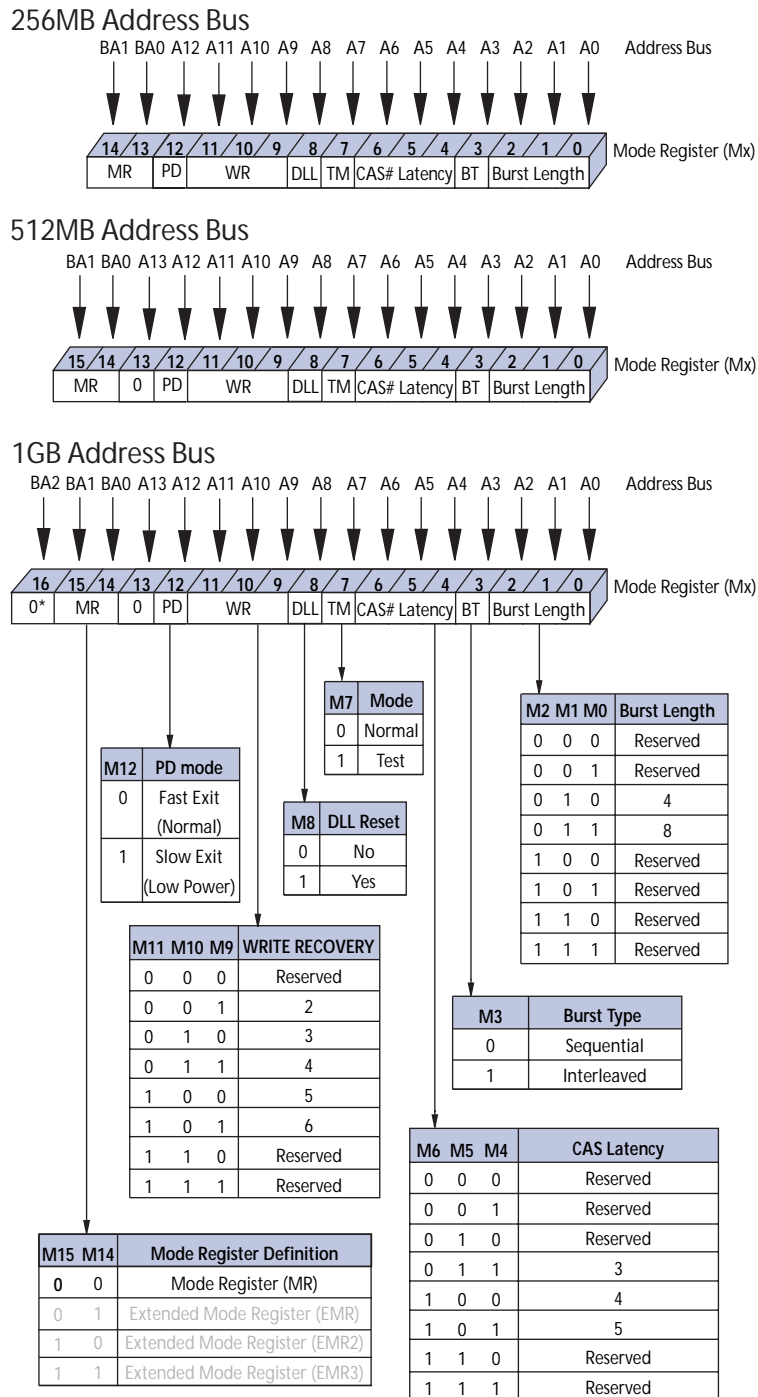 256MB Address Bus
BA1 BA0 A12 A11 A10 A9 A8 A7 A6 A5 A4 A3 A2 A1 A0 Address Bus
14 13 12 11 10 9 8 7 6 5 4 3 2 1 0 Mode Register (Mx)
MR PD WR DLL TM CAS# Latency BT Burst Length
512MB Address Bus
BA1 BA0 A13 A12 A11 A10 A9 A8 A7 A6 A5 A4 A3 A2 A1 A0 Address Bus
15 14 13 12 11 10 9 8 7 6 5 4 3 2 1 0 Mode Register (Mx)
MR 0 PD WR DLL TM CAS# Latency BT Burst Length
1GB Address Bus
BA2 BA1 BA0 A13 A12 A11 A10 A9 A8 A7 A6 A5 A4 A3 A2 A1 A0 Address Bus
16 15 14 13 12 11 10 9 8 7 6 5 4 3 2 1 0 Mode Register (Mx)
0* MR 0 PD WR DLL TM CAS# Latency BT Burst Length
M7 Mode
0 Normal
1 Test
M2 M1 M0 Burst Length
0 0 0 Reserved
0 0 1 Reserved
0 1 0 4
0 1 1 8
1 0 0 Reserved
1 0 1 Reserved
1 1 0 Reserved
1 1 1 Reserved
M12 PD mode
0 Fast Exit
(Normal)
1 Slow Exit
(Low Power)
M8 DLL Reset
0 No
1 Yes
M11 M10 M9 WRITE RECOVERY
0 0 0 Reserved
0 0 1 2
0 1 0 3
0 1 1 4
1 0 0 5
1 0 1 6
1 1 0 Reserved
1 1 1 Reserved
M3 Burst Type
0 Sequential
1 Interleaved
M6 M5 M4 CAS Latency
0 0 0 Reserved
0 0 1 Reserved
0 1 0 Reserved
0 1 1 3
1 0 0 4
1 0 1 5
1 1 0 Reserved
1 1 1 Reserved
M15 M14 Mode Register Definition
0 0 Mode Register (MR)
0 1 Extended Mode Register (EMR)
1 0 Extended Mode Register (EMR2)
1 1 Extended Mode Register (EMR3)